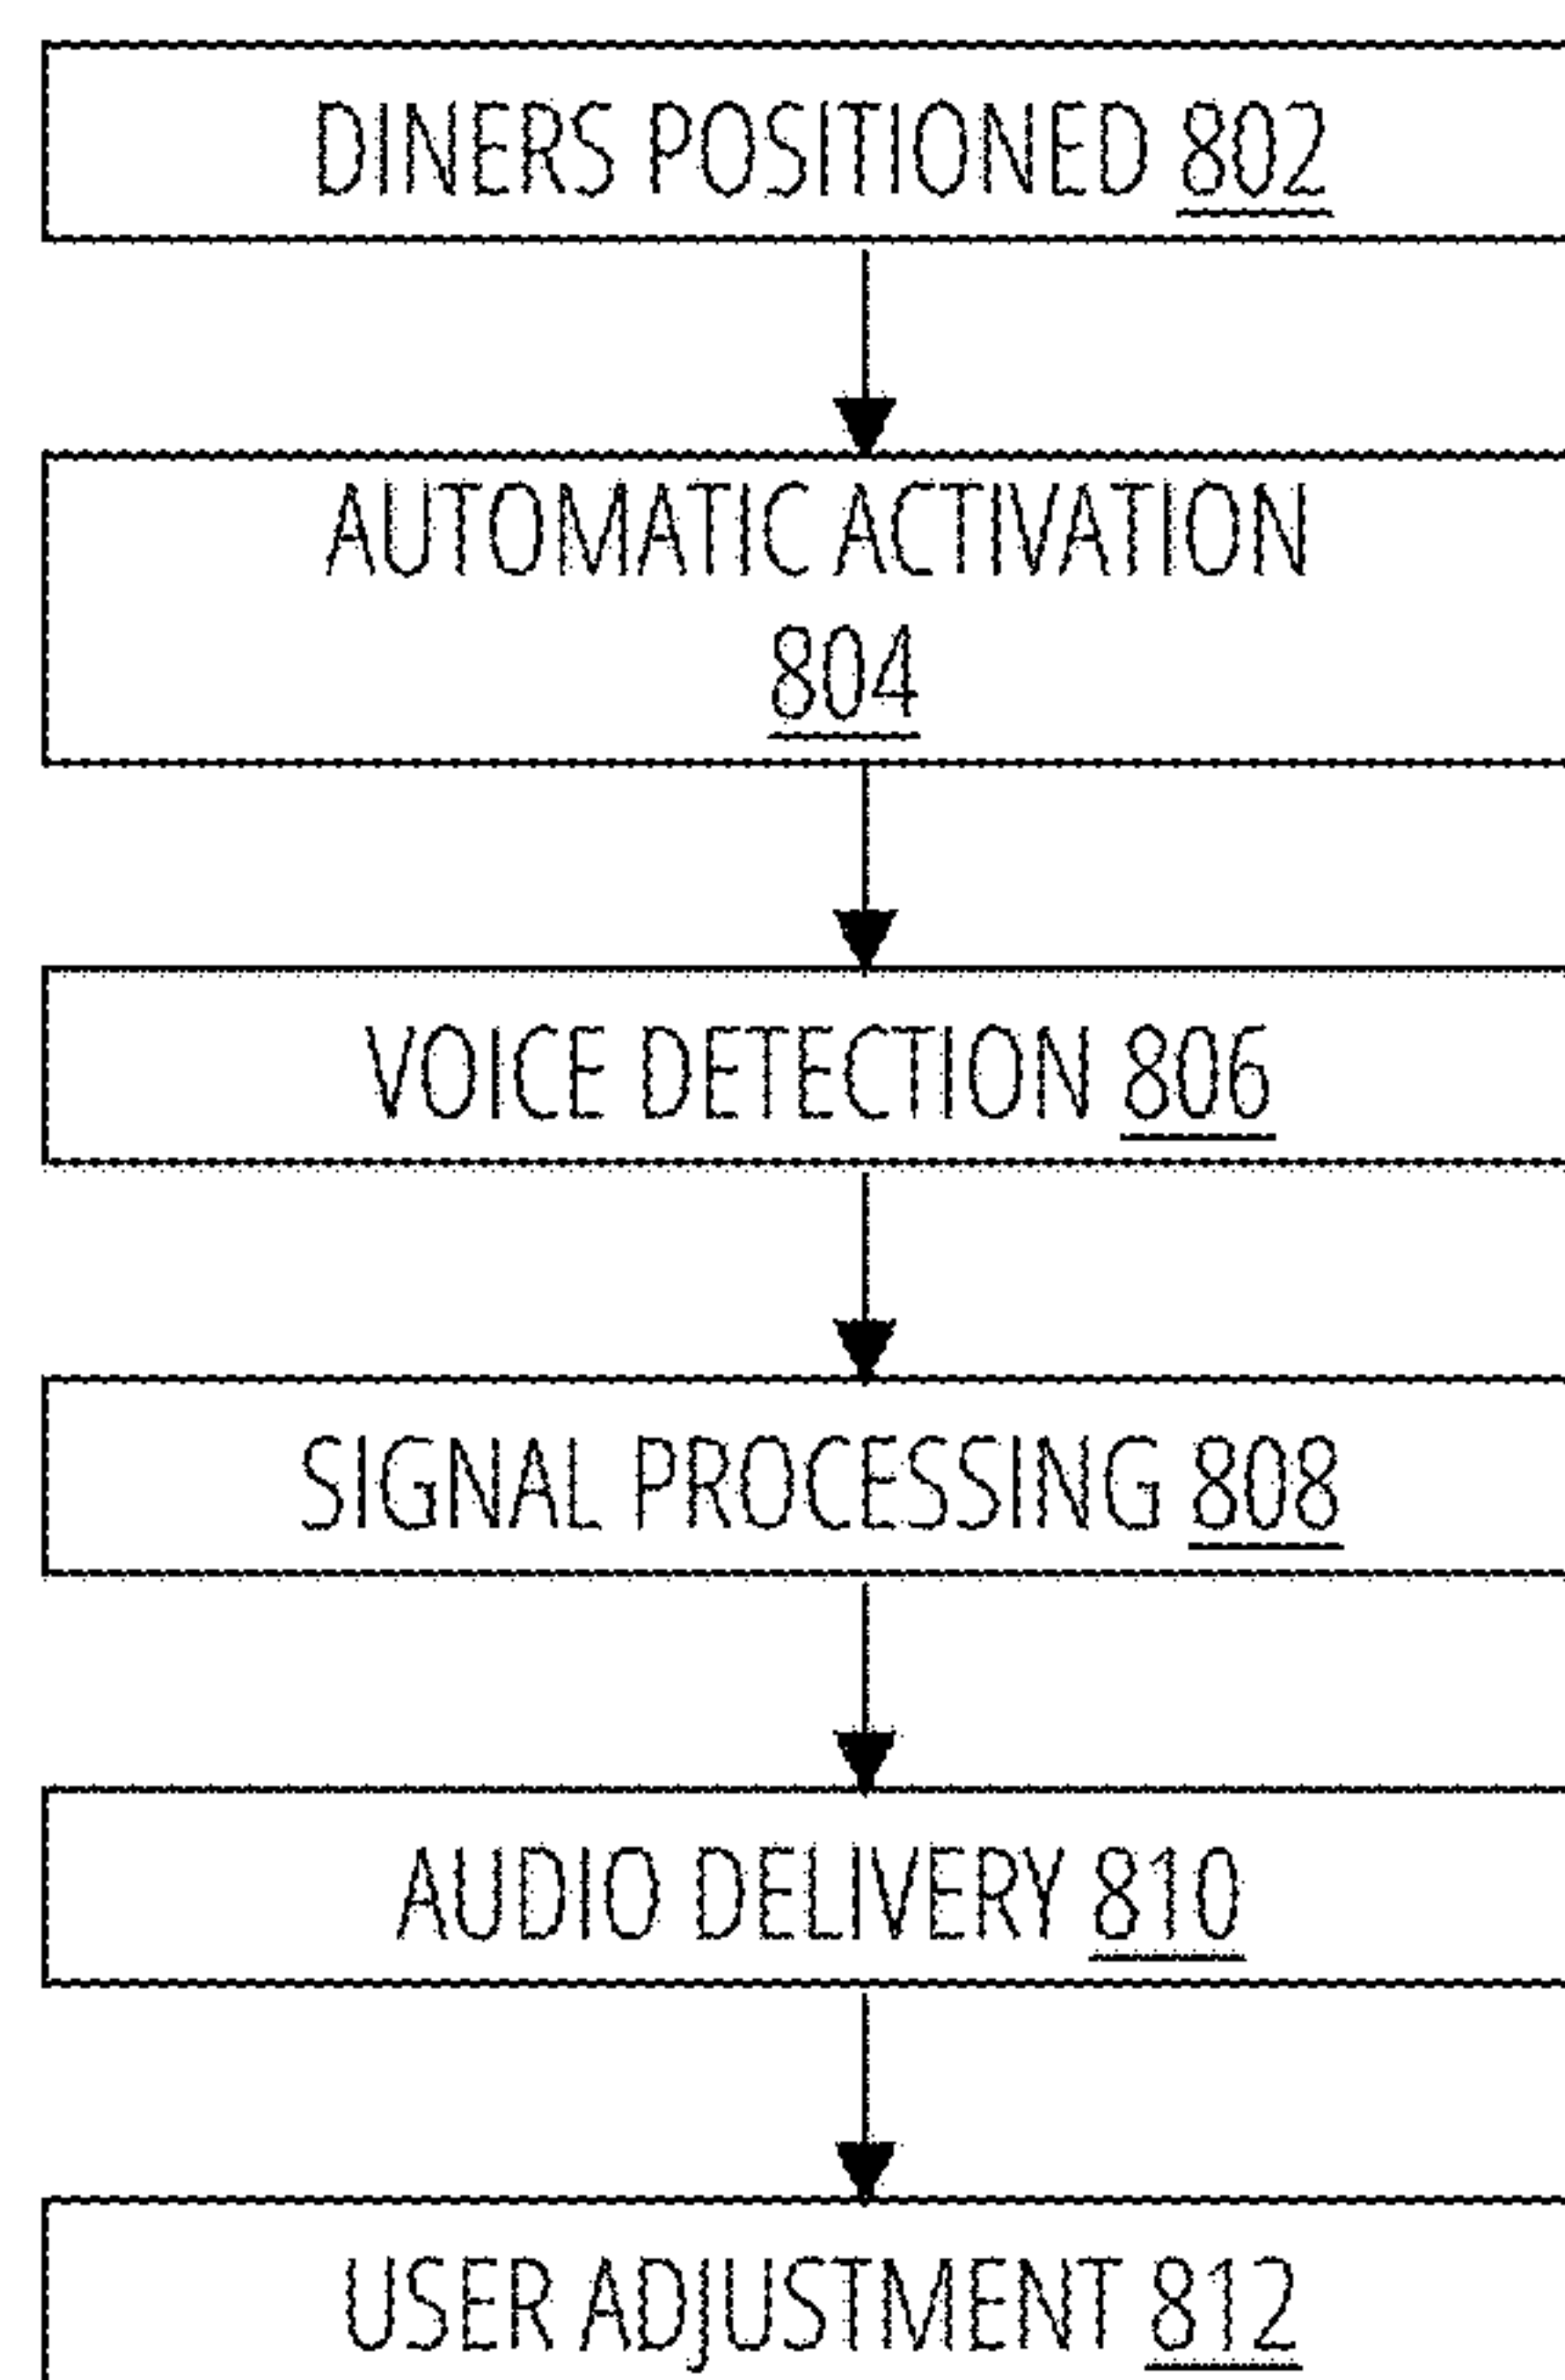 DINERS POSITIONED 802
AUTOMATIC ACTIVATION
804
VOICE DETECTION 806
SIGNAL PROCESSING 808
AUDIO DELIVERY 810
USER ADJUSTMENT 812